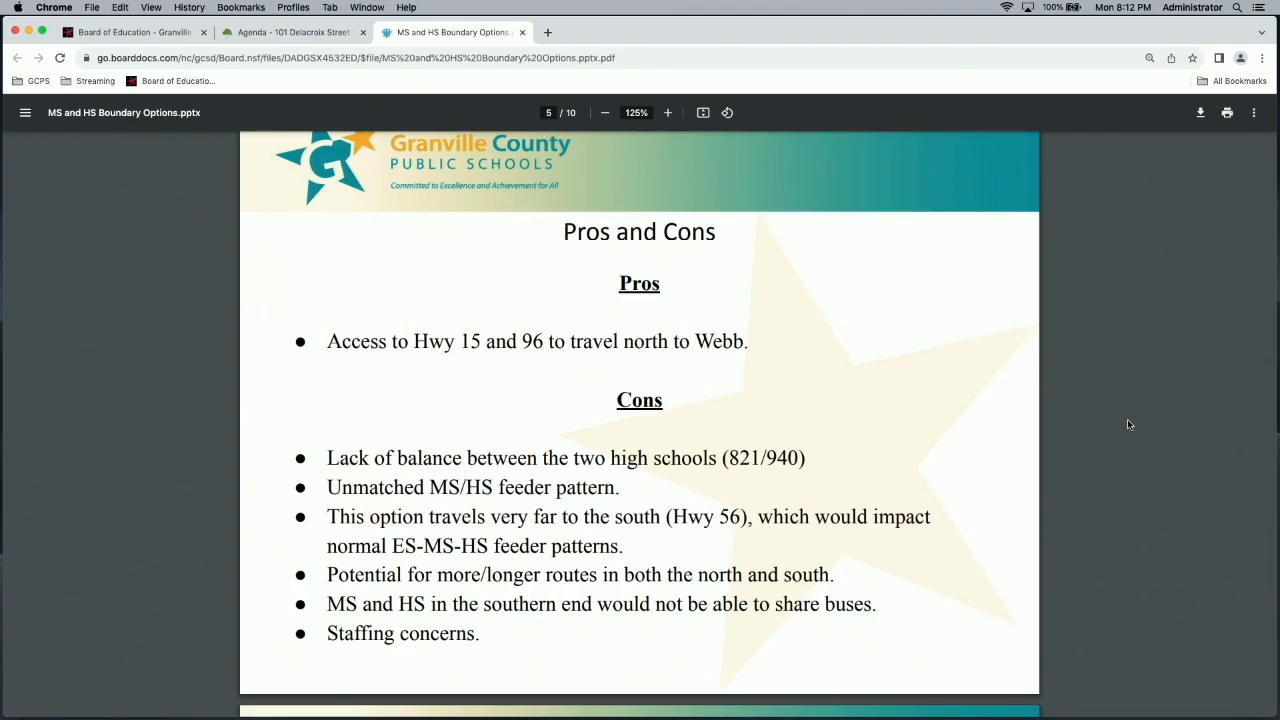 Chrome File Edit View History Bookmarks Profiles Tab Window Help 100% Mon 8:12 PM Administrator
Board of Education - Granville Agenda - 101 Delacroix Street MS and HS Boundary Options.
go.boarddocs.com/nc/gcsd/Board.nsf/files/DADGSX4532ED/$file/MS%20and%20HS%20Boundary%20Options.pptx.pdf
GCPS Streaming Board of Educatio... All Bookmarks
MS and HS Boundary Options.pptx 5 / 10 125%
G
Granville County
PUBLIC SCHOOLS
Committed to Excellence and Achievement for All
Pros and Cons
Pros
● Access to Hwy 15 and 96 to travel north to Webb.
Cons
● Lack of balance between the two high schools (821/940)
● Unmatched MS/HS feeder pattern.
● This option travels very far to the south (Hwy 56), which would impact
normal ES-MS-HS feeder patterns.
● Potential for more/longer routes in both the north and south.
● MS and HS in the southern end would not be able to share buses.
● Staffing concerns.